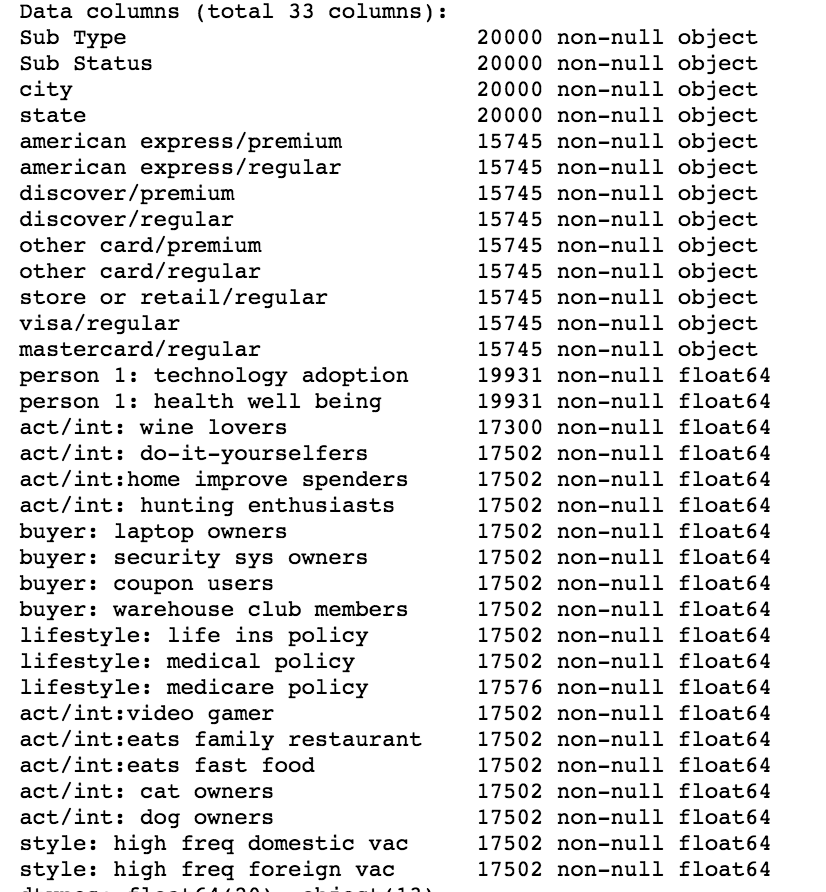 Data columns (total 33 columns):
Sub Type 20000 non-null object
Sub Status 20000 non-null object
city 20000 non-null object
state 20000 non-null object
american express/premium 15745 non-null object
american express/regular 15745 non-null object
discover/premium 15745 non-null object
discover/regular 15745 non-null object
other card/premium 15745 non-null object
other card/regular 15745 non-null object
store or retail/regular 15745 non-null object
visa/regular 15745 non-null object
mastercard/regular 15745 non-null object
person 1: technology adoption 19931 non-null float64
person 1: health well being 19931 non-null float64
act/int: wine lovers 17300 non-null float64
act/int: do-it-yourselfers 17502 non-null float64
act/int:home improve spenders 17502 non-null float64
act/int: hunting enthusiasts 17502 non-null float64
buyer: laptop owners 17502 non-null float64
buyer: security sys owners 17502 non-null float64
buyer: coupon users 17502 non-null float64
buyer: warehouse club members 17502 non-null float64
lifestyle: life ins policy 17502 non-null float64
lifestyle: medical policy 17502 non-null float64
lifestyle: medicare policy 17576 non-null float64
act/int:video gamer 17502 non-null float64
act/int:eats family restaurant 17502 non-null float64
act/int:eats fast food 17502 non-null float64
act/int: cat owners 17502 non-null float64
act/int: dog owners 17502 non-null float64
style: high freq domestic vac 17502 non-null float64
style: high freq foreign vac 17502 non-null float64
dtypes: float64(20), object(13)